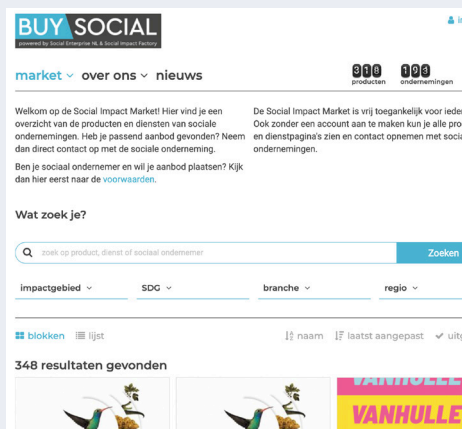 BUY SOCIAL
powered by Social Enterprise NL & Social Impact Factory
market over ons nieuws
318 193
producten ondernemingen
Welkom op de Social Impact Market! Hier vind je een
overzicht van de producten en diensten van sociale
ondernemingen. Heb je passend aanbod gevonden? Neem
dan direct contact op met de sociale onderneming.
Ben je sociaal ondernemer en wil je aanbod plaatsen? Kijk
dan hier eerst naar de voorwaarden.
De Social Impact Market is vrij toegankelijk voor ieder
Ook zonder een account aan te maken kun je alle pro
en dienstpagina's zien en contact opnemen met socia
ondernemingen.
Wat zoek je?
zoek op product, dienst of sociaal ondernemer
Zoeken
impactgebied SDG branche regio
blokken lijst naam laatst aangepast uit
348 resultaten gevonden
VANHULLE
VANHULLE